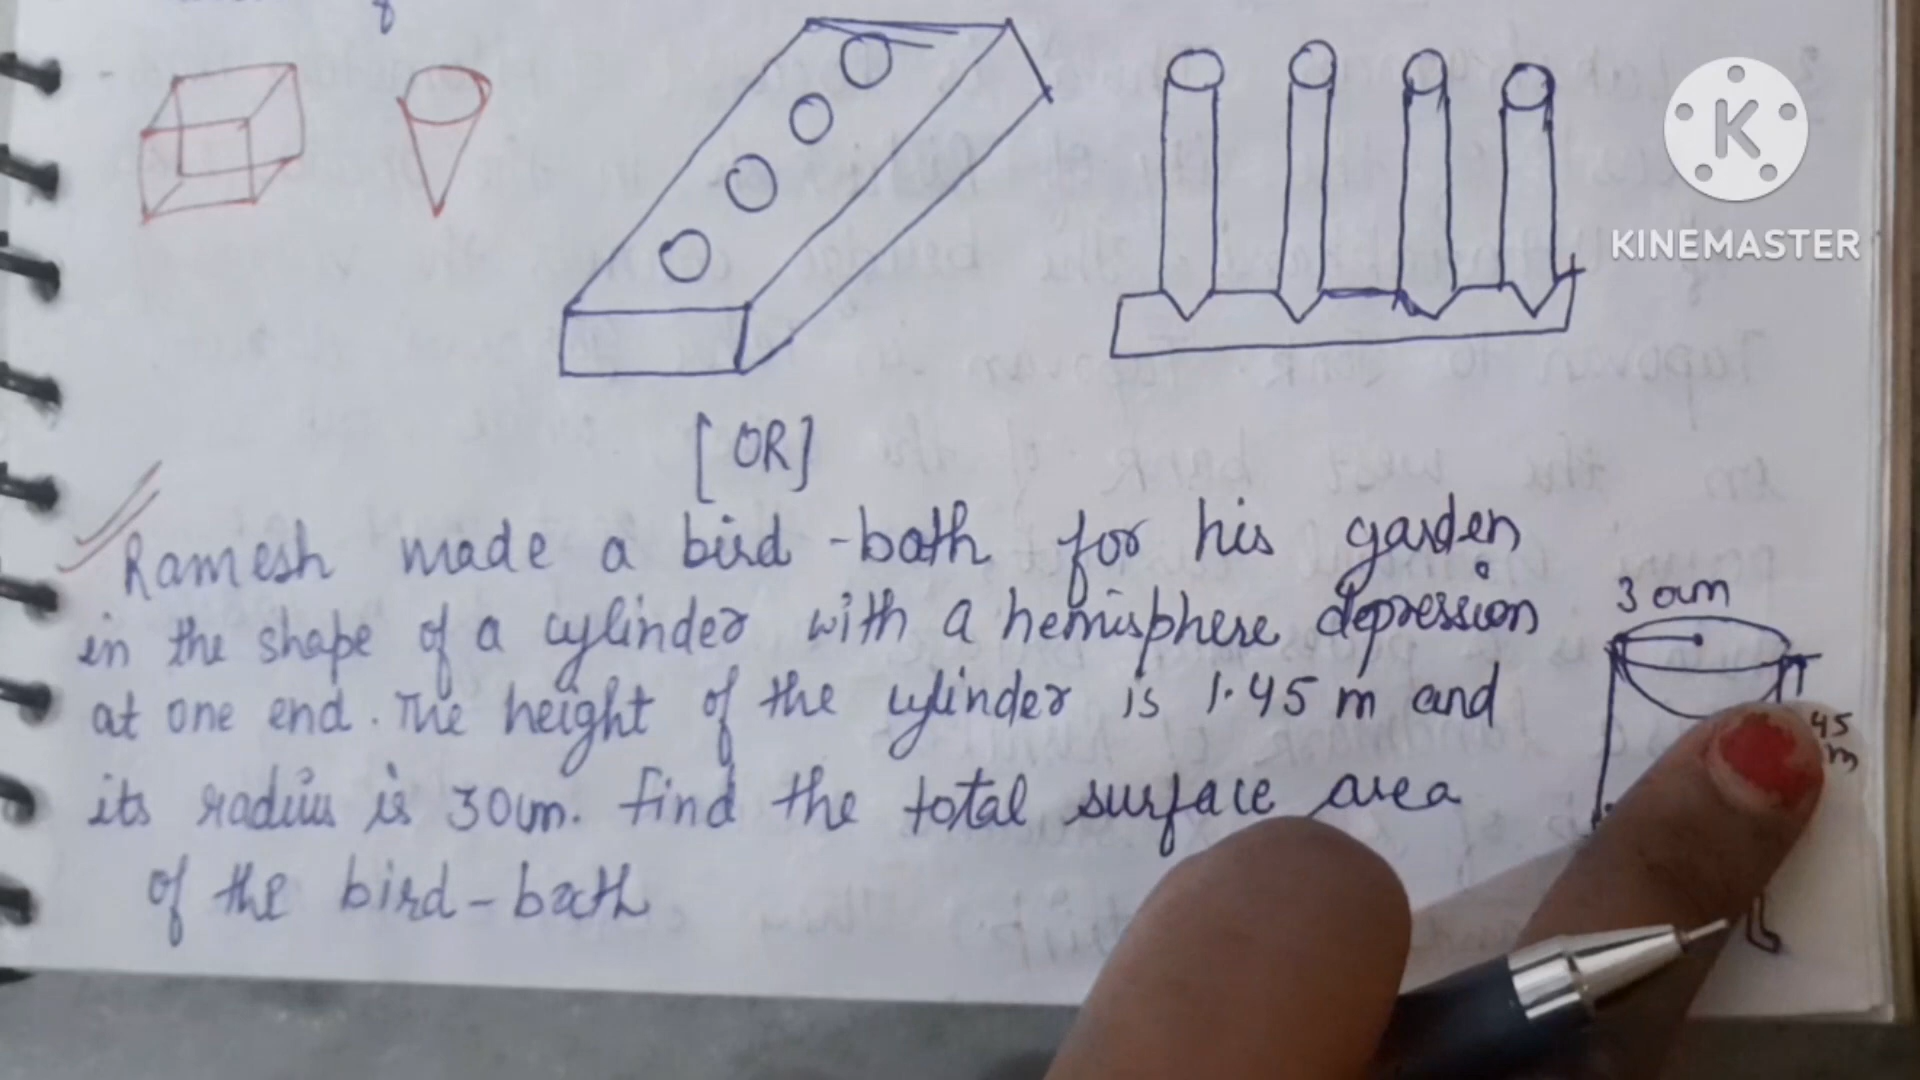 K
KINEMASTER
[OR]
Ramesh made a bird-bath for his garden
in the shape of a cylinder with a hemisphere depression
at one end. The height of the cylinder is 1.45 m and
its radius is 30cm. find the total surface area
of the bird-bath
30cm
45
m